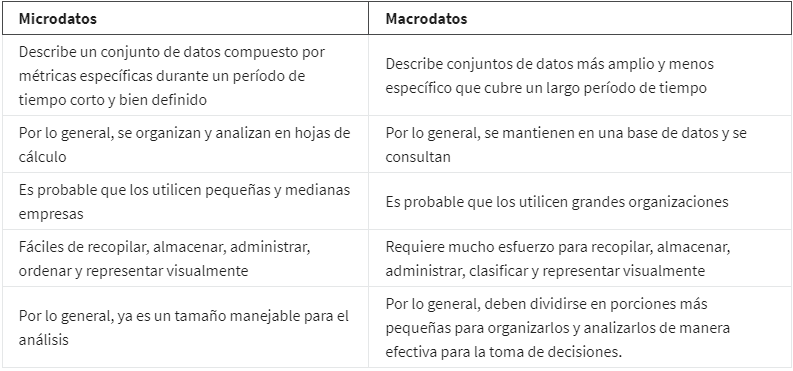 Microdatos
Macrodatos
Describe un conjunto de datos compuesto por
métricas específicas durante un período de
tiempo corto y bien definido
Describe conjuntos de datos más amplio y menos
específico que cubre un largo período de tiempo
Por lo general, se organizan y analizan en hojas de
cálculo
Por lo general, se mantienen en una base de datos y se
consultan
Es probable que los utilicen pequeñas y medianas
empresas
Es probable que los utilicen grandes organizaciones
Fáciles de recopilar, almacenar, administrar,
ordenar y representar visualmente
Requiere mucho esfuerzo para recopilar, almacenar,
administrar, clasificar y representar visualmente
Por lo general, ya es un tamaño manejable para el
análisis
Por lo general, deben dividirse en porciones más
pequeñas para organizarlos y analizarlos de manera
efectiva para la toma de decisiones.